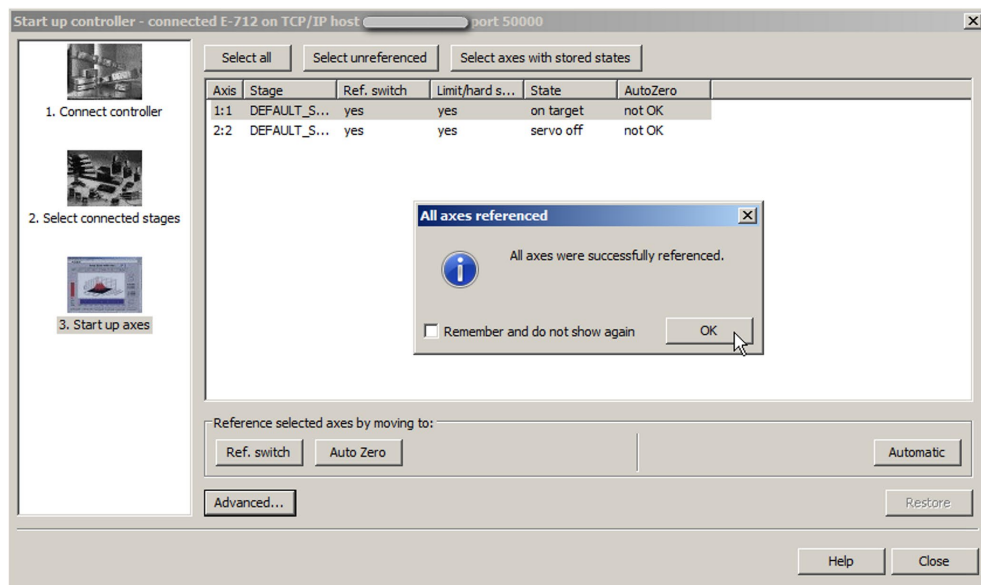 Start up controller - connected E-712 on TCP/IP host port 50000
1. Connect controller
2. Select connected stages
3. Start up axes
Select all
Select unreferenced
Select axes with stored states
Axis Stage Ref. switch Limit/hard s... State AutoZero
1:1 DEFAULT_S... yes yes on target not OK
2:2 DEFAULT_S... yes yes servo off not OK
All axes referenced
All axes were successfully referenced.
Remember and do not show again
OK
Reference selected axes by moving to:
Ref. switch
Auto Zero
Automatic
Advanced...
Restore
Help
Close